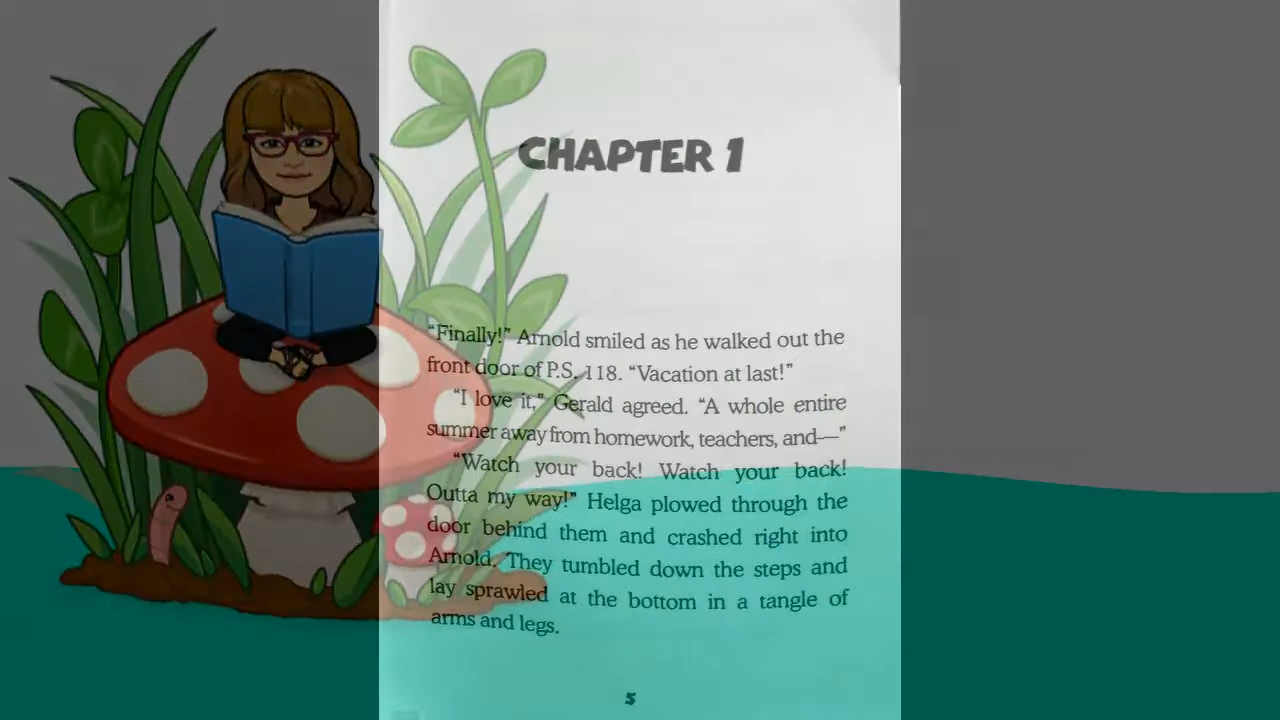 CHAPTER 1
“Finally!” Arnold smiled as he walked out the
front door of P.S. 118. “Vacation at last!”
“I love it,” Gerald agreed. “A whole entire
summer away from homework, teachers, and—”
“Watch your back! Watch your back!
Outta my way!” Helga plowed through the
door behind them and crashed right into
Arnold. They tumbled down the steps and
lay sprawled at the bottom in a tangle of
arms and legs.
5